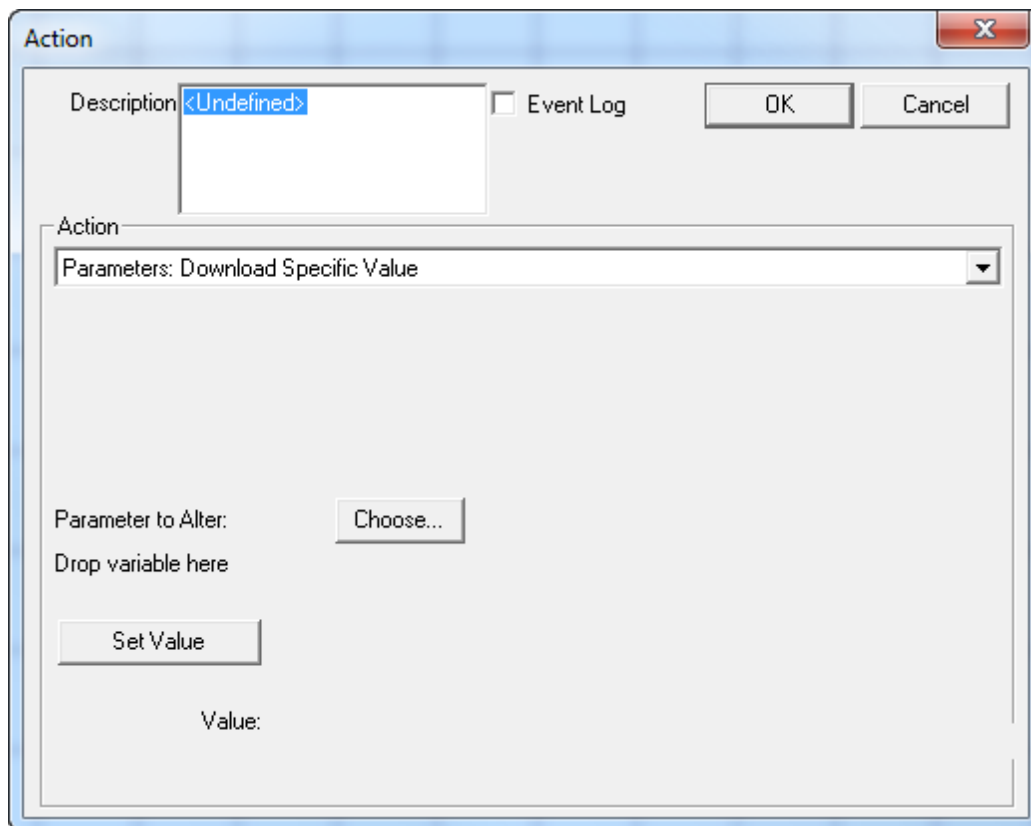 Action
Description <Undefined> Event Log OK Cancel
Action
Parameters: Download Specific Value
Parameter to Alter: Choose...
Drop variable here
Set Value
Value: